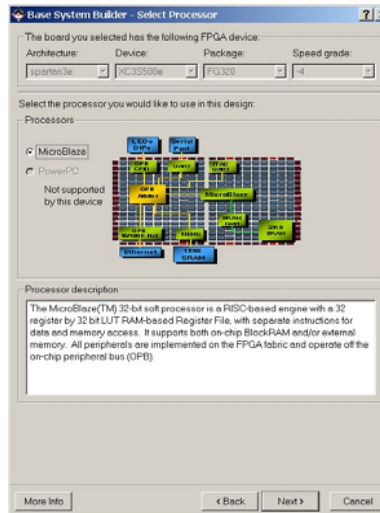 Base System Builder - Select Processor
The board you selected has the following FPGA device:
Architecture: Device: Package: Speed grade:
spartan3e XC3S500e FG320 -4
Select the processor you would like to use in this design:
Processors
MicroBlaze
PowerPC
Not supported
by this device
LEDs
DIPs
Serial
Port
UART
MicroBlaze
Ethernet
Processor description
The MicroBlaze(TM) 32-bit soft processor is a RISC-based engine with a 32
register by 32 bit LUT RAM-based Register File, with separate instructions for
data and memory access. It supports both on-chip BlockRAM and/or external
memory. All peripherals are implemented on the FPGA fabric and operate off the
on-chip peripheral bus (OPB).
More Info < Back Next > Cancel